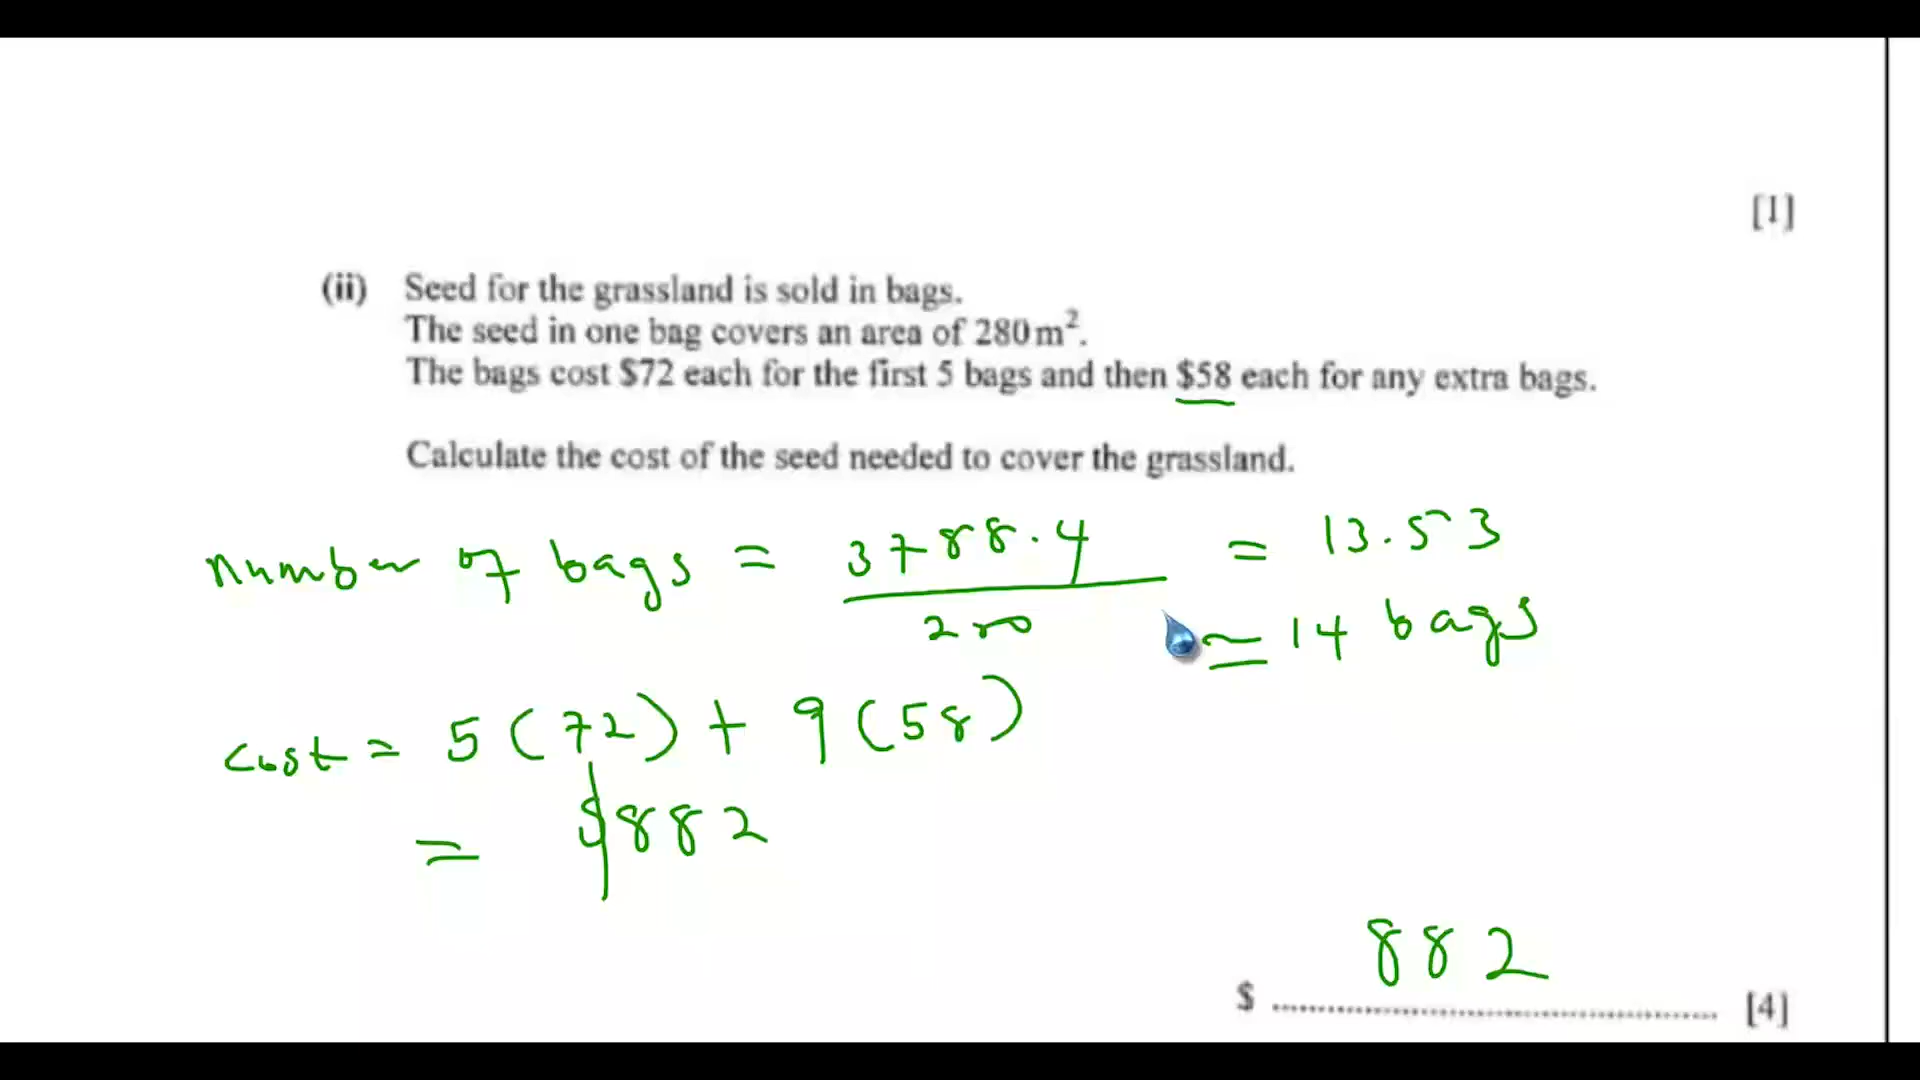 [1]
(ii) Seed for the grassland is sold in bags.
The seed in one bag covers an area of 280 m².
The bags cost $72 each for the first 5 bags and then $58 each for any extra bags.
Calculate the cost of the seed needed to cover the grassland.
Number of bags = 3788.4 / 200 = 13.53
≃ 14 bags
Cost = 5(72) + 9(58)
= $882
882
$ .......................................................... [4]